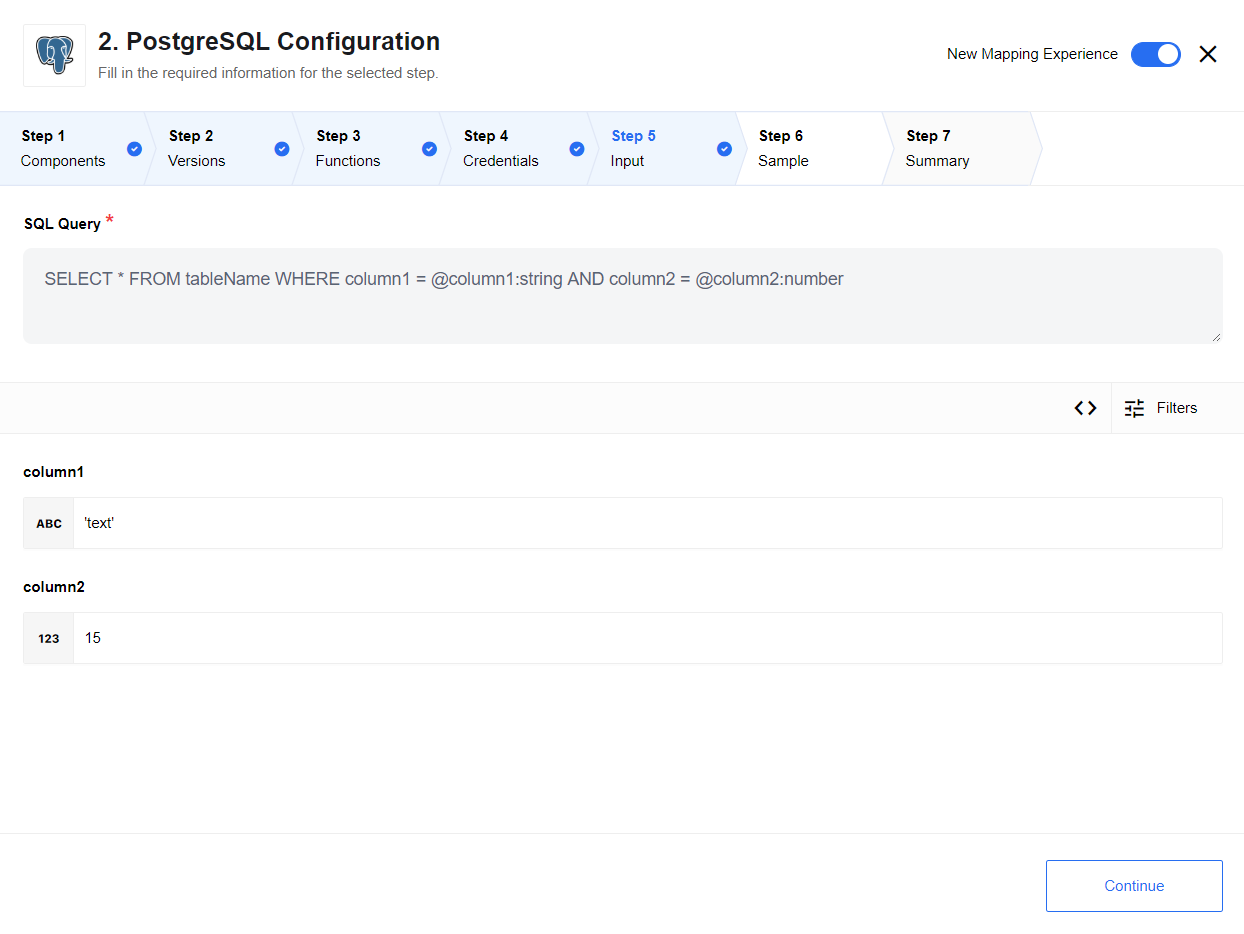 2. PostgreSQL Configuration
Fill in the required information for the selected step.
New Mapping Experience
Step 1
Components
Step 2
Versions
Step 3
Functions
Step 4
Credentials
Step 5
Input
Step 6
Sample
Step 7
Summary
SQL Query *
SELECT * FROM tableName WHERE column1 = @column1:string AND column2 = @column2:number
<> Filters
column1
ABC 'text'
column2
123 15
Continue